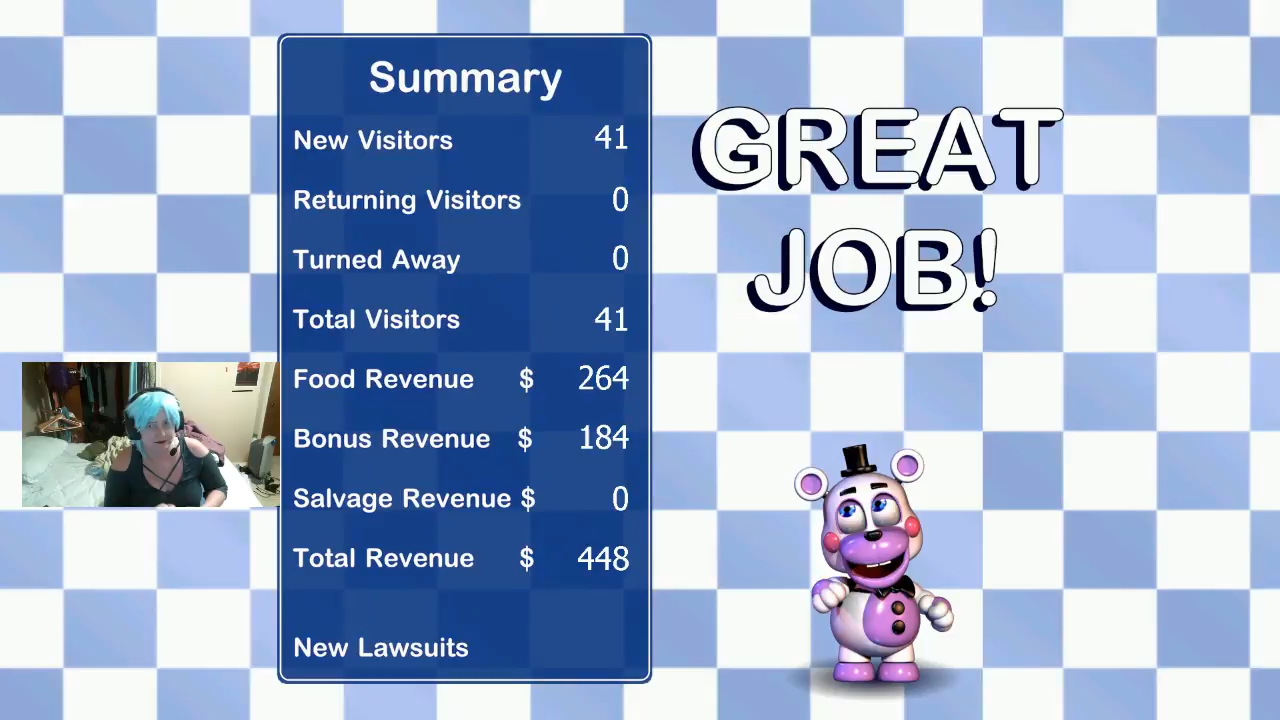 Summary
New Visitors 41
Returning Visitors 0
Turned Away 0
Total Visitors 41
Food Revenue $ 264
Bonus Revenue $ 184
Salvage Revenue $ 0
Total Revenue $ 448
New Lawsuits
GREAT
JOB!